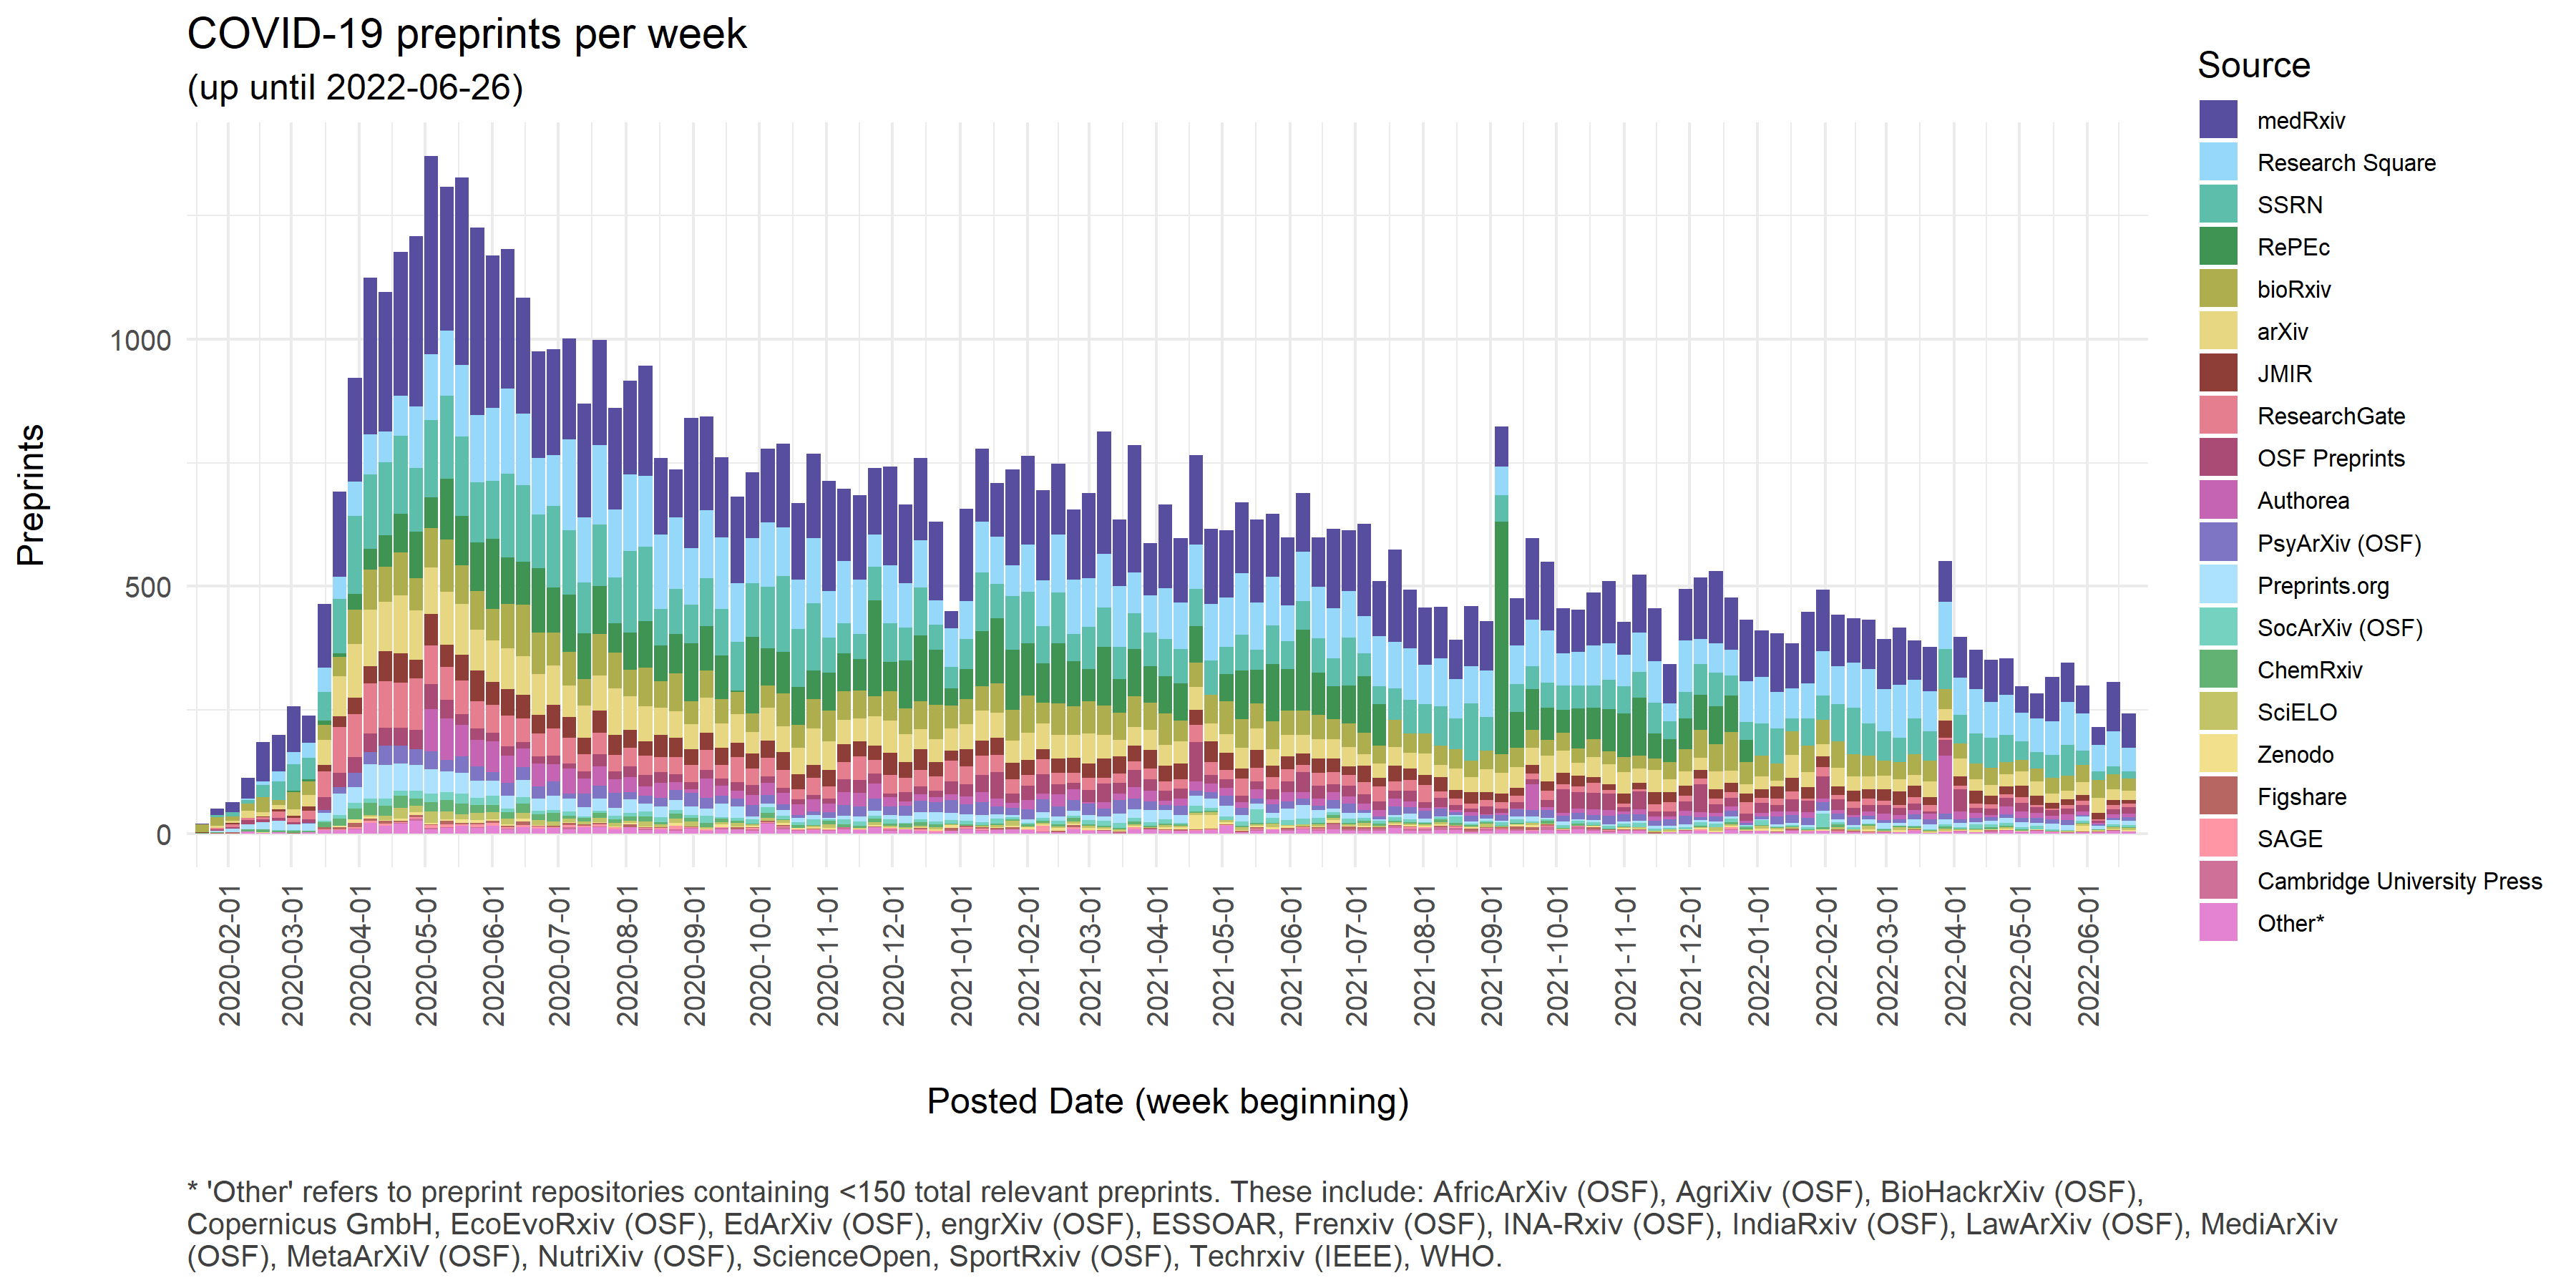 COVID-19 preprints per week
(up until 2022-06-26)
Source
medRxiv
Research Square
SSRN
RePEc
bioRxiv
arXiv
JMIR
ResearchGate
OSF Preprints
Authorea
PsyArXiv (OSF)
Preprints.org
SocArXiv (OSF)
ChemRxiv
SciELO
Zenodo
Figshare
SAGE
Cambridge University Press
Other*
Preprints
1000
500
0
2020-02-01
2020-03-01
2020-04-01
2020-05-01
2020-06-01
2020-07-01
2020-08-01
2020-09-01
2020-10-01
2020-11-01
2020-12-01
2021-01-01
2021-02-01
2021-03-01
2021-04-01
2021-05-01
2021-06-01
2021-07-01
2021-08-01
2021-09-01
2021-10-01
2021-11-01
2021-12-01
2022-01-01
2022-02-01
2022-03-01
2022-04-01
2022-05-01
2022-06-01
Posted Date (week beginning)
* 'Other' refers to preprint repositories containing <150 total relevant preprints. These include: AfricArXiv (OSF), AgriXiv (OSF), BioHackrXiv (OSF),
Copernicus GmbH, EcoEvoRxiv (OSF), EdArXiv (OSF), engrXiv (OSF), ESSOAR, Frenxiv (OSF), INA-Rxiv (OSF), IndiaRxiv (OSF), LawArXiv (OSF), MediArXiv
(OSF), MetaArXiV (OSF), NutriXiv (OSF), ScienceOpen, SportRxiv (OSF), Techrxiv (IEEE), WHO.